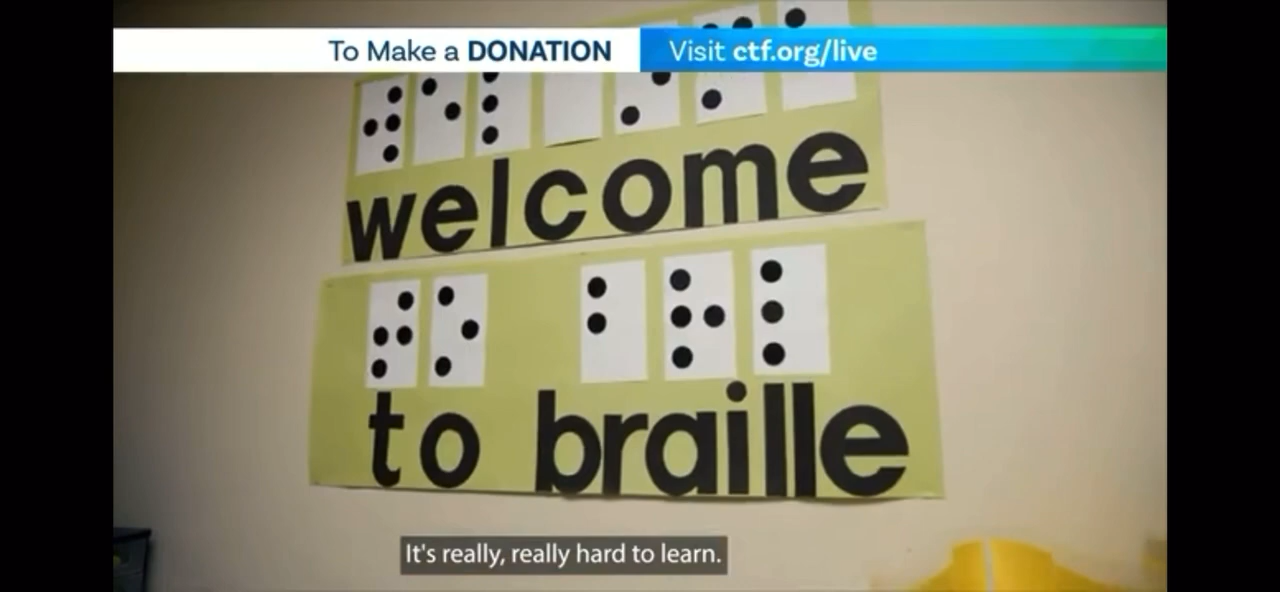 To Make a DONATION Visit ctf.org/live
welcome
⠞⠕ ⠃⠗⠇
to braille
It's really, really hard to learn.